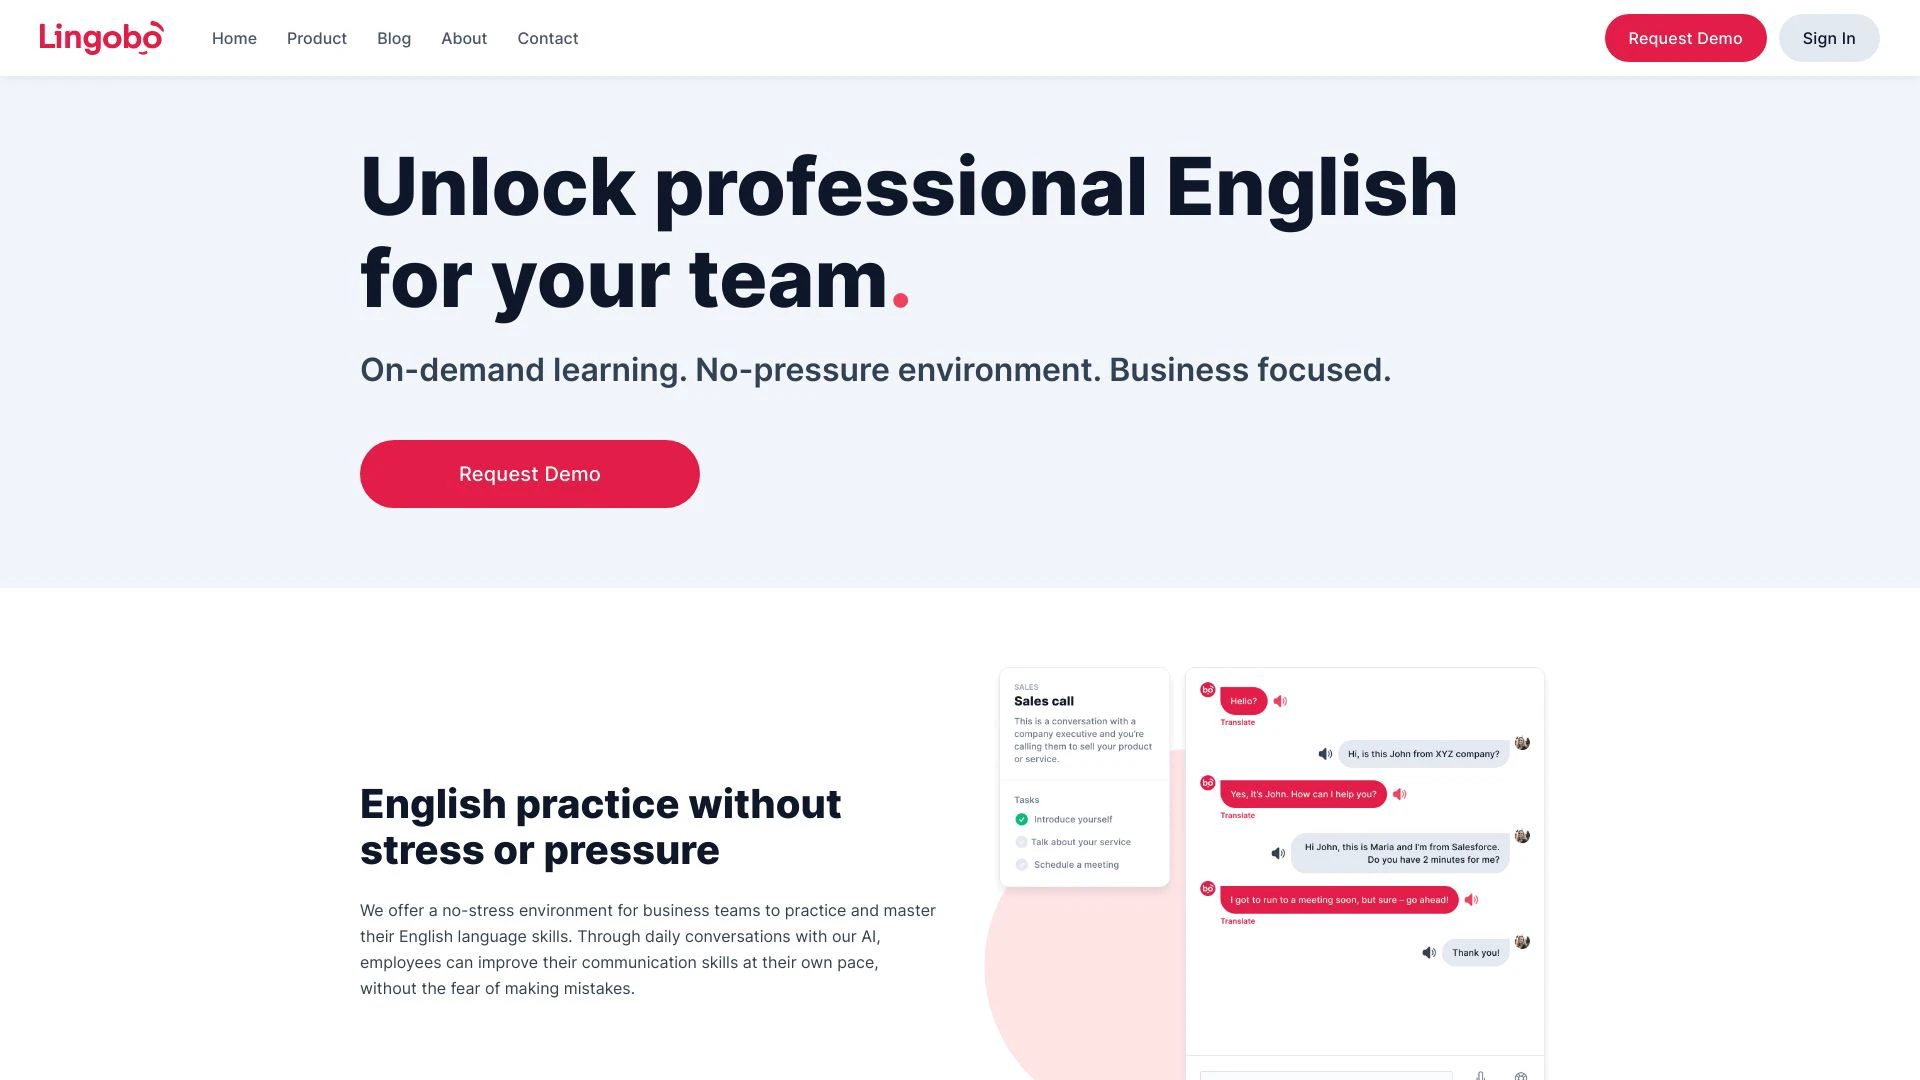 Lingobo
Home
Product
Blog
About
Contact
Request Demo
Sign In
Unlock professional English
for your team.
On-demand learning. No-pressure environment. Business focused.
Request Demo
English practice without
stress or pressure
We offer a no-stress environment for business teams to practice and master
their English language skills. Through daily conversations with our AI,
employees can improve their communication skills at their own pace,
without the fear of making mistakes.
SALES
Sales call
This is a conversation with a
company executive and you're
calling them to sell your product
or service.
Tasks
Introduce yourself
Talk about your service
Schedule a meeting
bo
Hello?
Translate
Hi, is this John from XYZ company?
bo
Yes, it's John. How can I help you?
Translate
Hi John, this is Maria and I'm from Salesforce.
Do you have 2 minutes for me?
bo
I got to run to a meeting soon, but sure – go ahead!
Translate
Thank you!